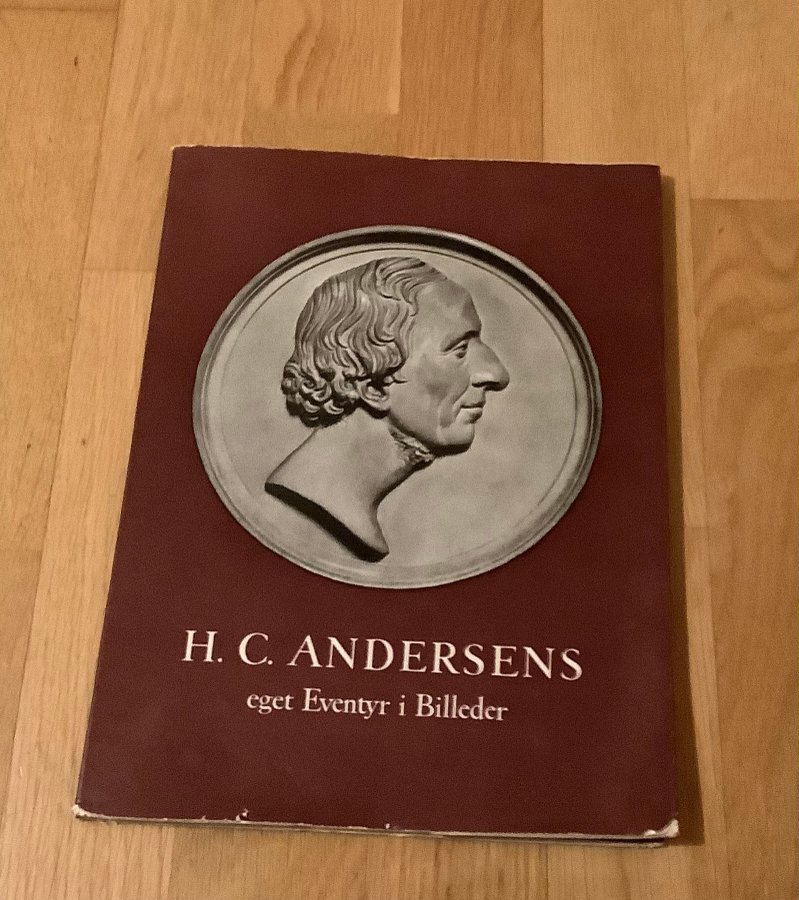 H. C. ANDERSENS
eget Eventyr i Billeder